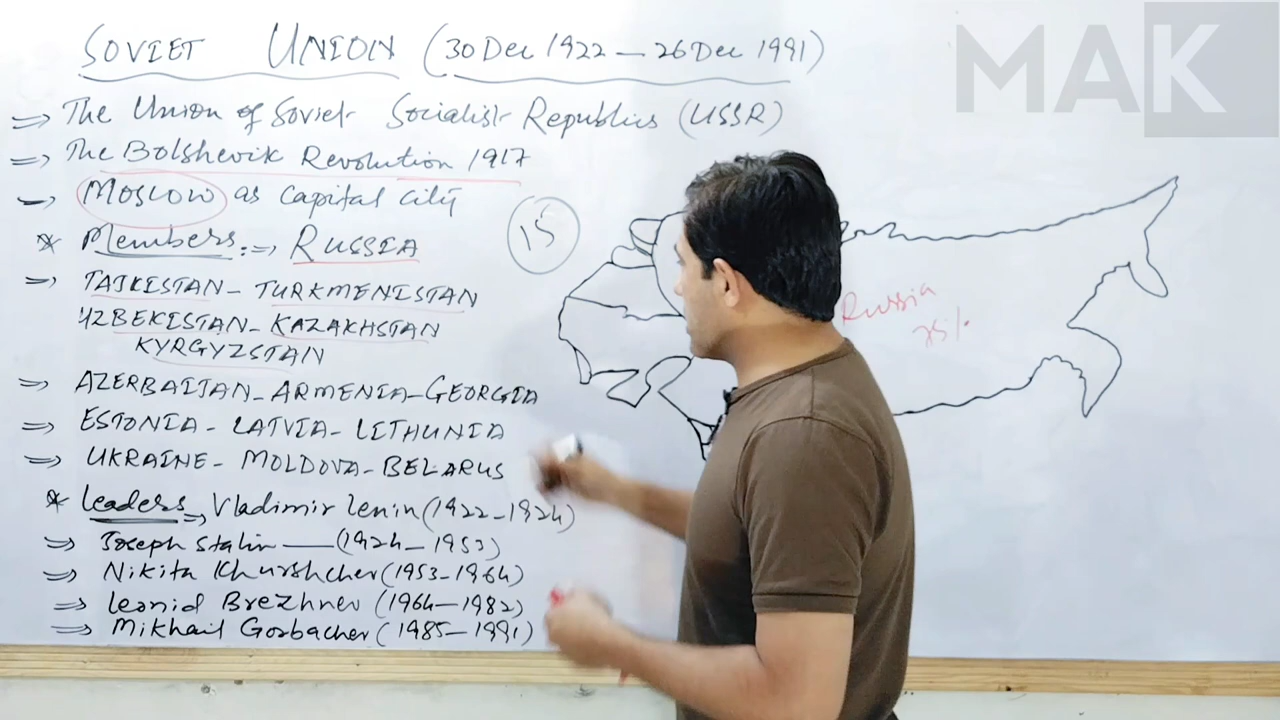 MAK
SOVIET UNION (30 Dec 1922 — 26 Dec 1991)
⇒ The Union of Soviet Socialist Republics (USSR)
⇒ The Bolshevik Revolution 1917
→ MOSCOW as Capital City
* Members :⇒ RUSSIA
15
⇒ TAJKESTAN - TURKMENISTAN
UZBEKISTAN - KAZAKHSTAN
KYRGYZSTAN
⇒ AZERBAIJAN - ARMENIA - GEORGIA
⇒ ESTONIA - LATVIA - LITHUNIA
⇒ UKRAINE - MOLDOVA - BELARUS
* Leaders ⇒ Vladimir Lenin (1922-1924)
⇒ Joseph Stalin — (1924 - 1953)
⇒ Nikita Khurshchev (1953-1964)
⇒ Leonid Brezhnev (1964-1982)
⇒ Mikhail Gorbachev (1985-1991)
Russia
75%